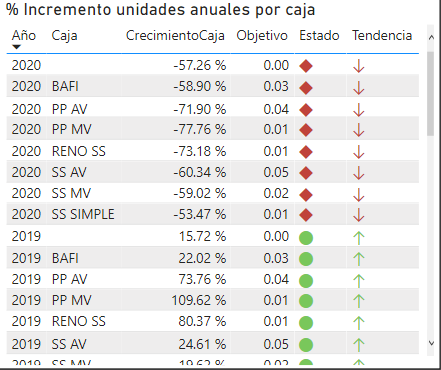 % Incremento unidades anuales por caja
Año Caja CrecimientoCaja Objetivo Estado Tendencia
2020 -57.26 % 0.00
2020 BAFI -58.90 % 0.03
2020 PP AV -71.90 % 0.04
2020 PP MV -77.76 % 0.01
2020 RENO SS -73.18 % 0.01
2020 SS AV -60.34 % 0.05
2020 SS MV -59.02 % 0.02
2020 SS SIMPLE -53.47 % 0.01
2019 15.72 % 0.00
2019 BAFI 22.02 % 0.03
2019 PP AV 73.76 % 0.04
2019 PP MV 109.62 % 0.01
2019 RENO SS 80.37 % 0.01
2019 SS AV 24.61 % 0.05
2019 SS MV 19.62 % 0.02